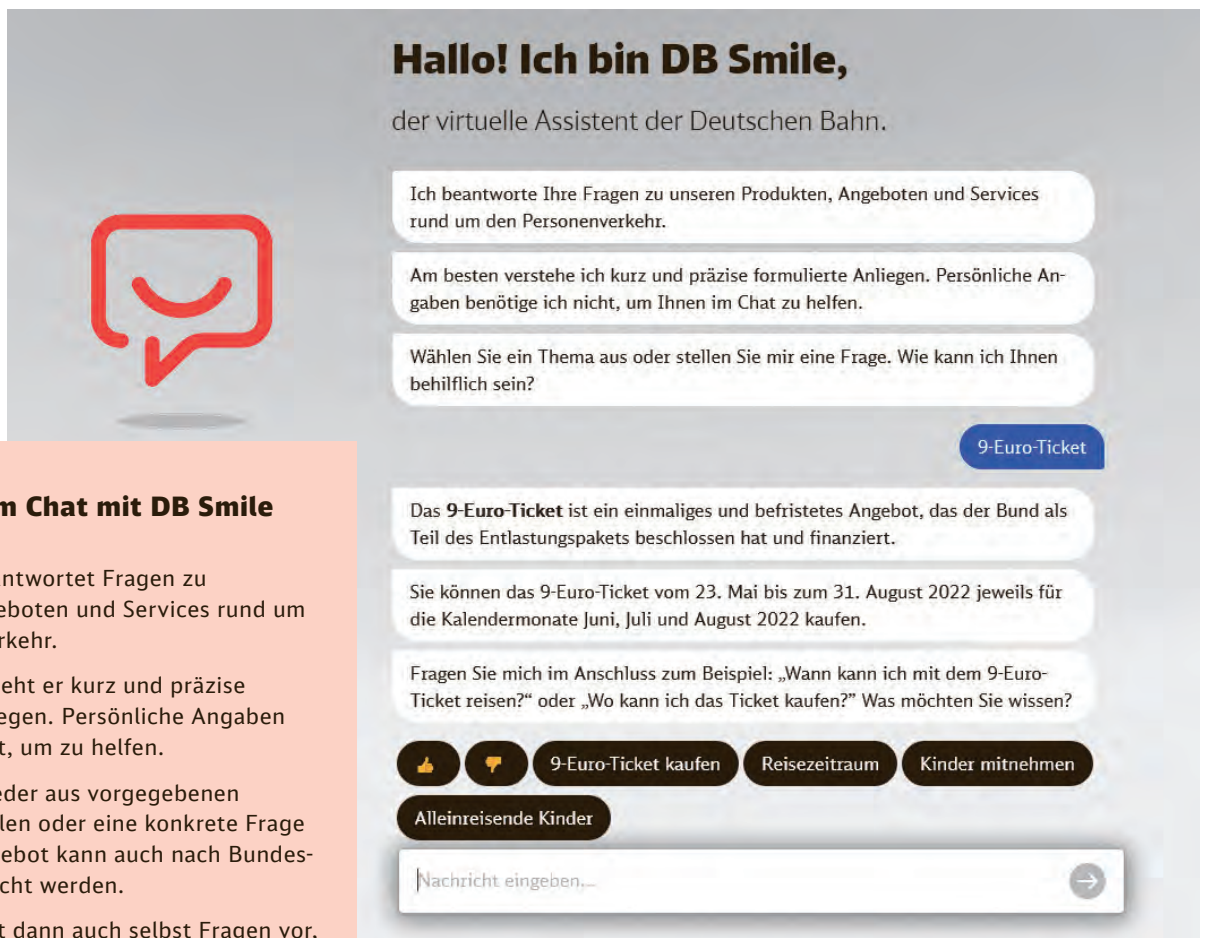 Hallo! Ich bin DB Smile,
der virtuelle Assistent der Deutschen Bahn.
Ich beantworte Ihre Fragen zu unseren Produkten, Angeboten und Services
rund um den Personenverkehr.
Am besten verstehe ich kurz und präzise formulierte Anliegen. Persönliche An-
gaben benötige ich nicht, um Ihnen im Chat zu helfen.
Wählen Sie ein Thema aus oder stellen Sie mir eine Frage. Wie kann ich Ihnen
behilflich sein?
9-Euro-Ticket
Das 9-Euro-Ticket ist ein einmaliges und befristetes Angebot, das der Bund als
Teil des Entlastungspakets beschlossen hat und finanziert.
Sie können das 9-Euro-Ticket vom 23. Mai bis zum 31. August 2022 jeweils für
die Kalendermonate Juni, Juli und August 2022 kaufen.
Fragen Sie mich im Anschluss zum Beispiel: „Wann kann ich mit dem 9-Euro-
Ticket reisen?“ oder „Wo kann ich das Ticket kaufen?” Was möchten Sie wissen?
9-Euro-Ticket kaufen Reisezeitraum Kinder mitnehmen
Alleinreisende Kinder
Nachricht eingeben...
m Chat mit DB Smile
antwortet Fragen zu
geboten und Services rund um
rkehr.
eht er kurz und präzise
iegen. Persönliche Angaben
t, um zu helfen.
eder aus vorgegebenen
len oder eine konkrete Frage
gebot kann auch nach Bundes-
cht werden.
t dann auch selbst Fragen vor,